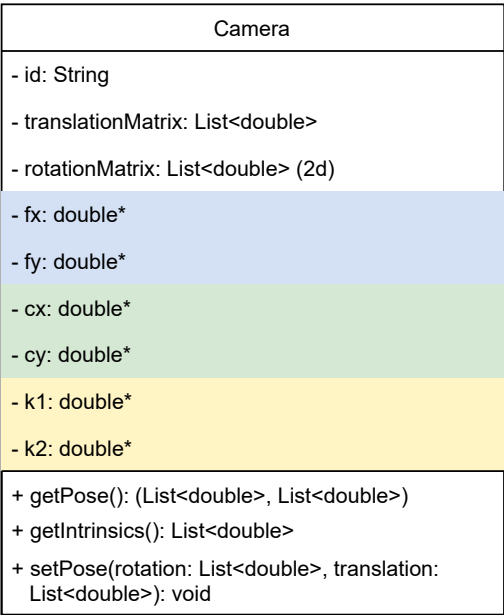 Camera
- id: String
- translationMatrix: List<double>
- rotationMatrix: List<double> (2d)
- fx: double*
- fy: double*
- cx: double*
- cy: double*
- k1: double*
- k2: double*
+ getPose(): (List<double>, List<double>)
+ getIntrinsics(): List<double>
+ setPose(rotation: List<double>, translation:
List<double>): void